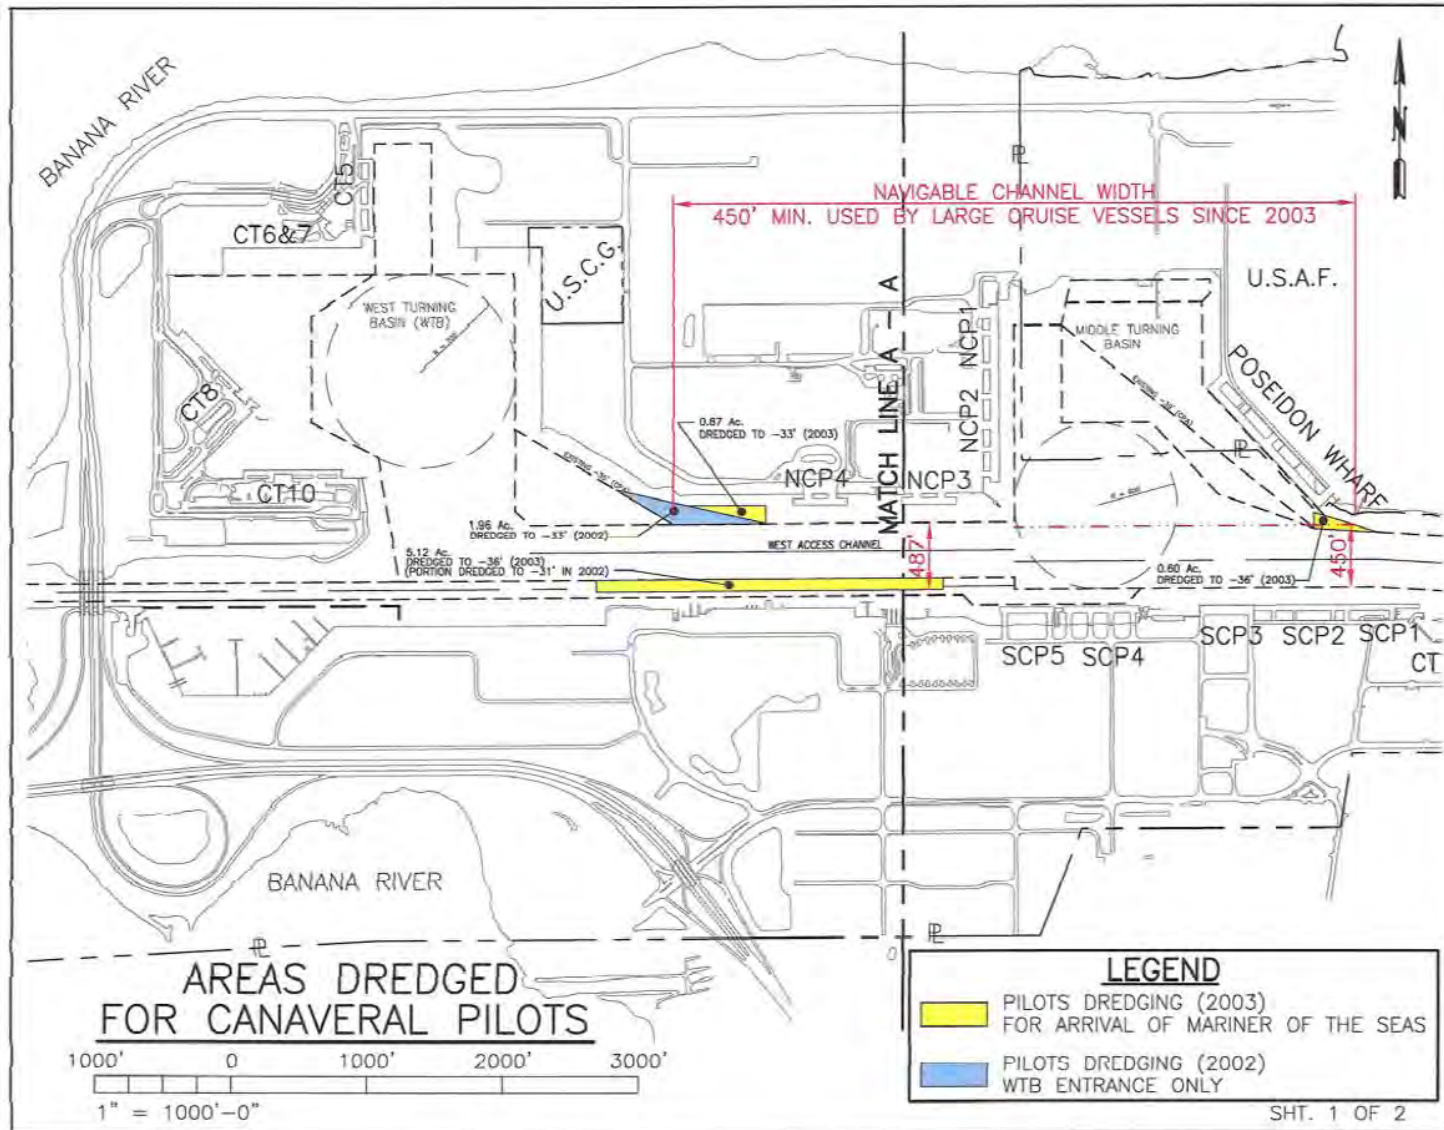 BANANA RIVER
N
CT5
CT6&7
U.S.C.G.
NAVIGABLE CHANNEL WIDTH
450' MIN. USED BY LARGE CRUISE VESSELS SINCE 2003
U.S.A.F.
WEST TURNING
BASIN (WTB)
MATCH LINE A - A
NCP1
MIDDLE TURNING
BASIN
POSEIDON WHARF
CT8
NCP2
0.87 Ac.
DREDGED TO -33' (2003)
CT10
NCP4
NCP3
1.96 Ac.
DREDGED TO -33' (2002)
5.12 Ac.
DREDGED TO -36' (2003)
(PORTION DREDGED TO -31' IN 2002)
WEST ACCESS CHANNEL
487'
0.60 Ac.
DREDGED TO -36' (2003)
450'
SCP5
SCP4
SCP3
SCP2
SCP1
CT
BANANA RIVER
AREAS DREDGED
FOR CANAVERAL PILOTS
1000' 0 1000' 2000' 3000'
1" = 1000'-0"
LEGEND
PILOTS DREDGING (2003)
FOR ARRIVAL OF MARINER OF THE SEAS
PILOTS DREDGING (2002)
WTB ENTRANCE ONLY
SHT. 1 OF 2